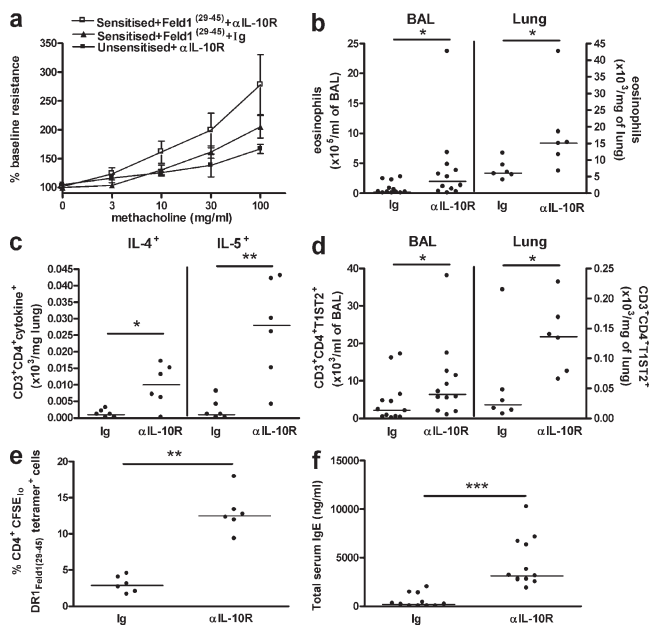 a
Sensitised+Feld1 (29-45)+αIL-10R
Sensitised+Feld1 (29-45)+Ig
Unsensitised+ αIL-10R
% baseline resistance
350
300
250
200
150
100
0 3 10 30 100
methacholine (mg/ml)
b
BAL Lung
* *
eosinophils
(x10⁶/ml of BAL)
25
20
15
10
5
0
45
40
35
30
25
20
15
10
5
0
eosinophils
(x10³/mg of lung)
Ig αIL-10R Ig αIL-10R
c
IL-4⁺ IL-5⁺
* **
CD3⁺CD4⁺cytokine⁺
(x10³/mg lung)
0.045
0.040
0.035
0.030
0.025
0.020
0.015
0.010
0.005
0.000
Ig αIL-10R Ig αIL-10R
d
BAL Lung
* *
CD3⁺CD4⁺T1ST2⁺
(x10³/ml of BAL)
40
30
20
10
0
0.25
0.20
0.15
0.10
0.05
0.00
CD3⁺CD4⁺T1ST2⁺
(x10³/mg of lung)
Ig αIL-10R Ig αIL-10R
e
**
% CD4⁺ CFSElo
DR1Feld1(29-45) tetramer⁺ cells
20
15
10
5
0
Ig αIL-10R
f
***
Total serum IgE (ng/ml)
15000
10000
5000
0
Ig αIL-10R